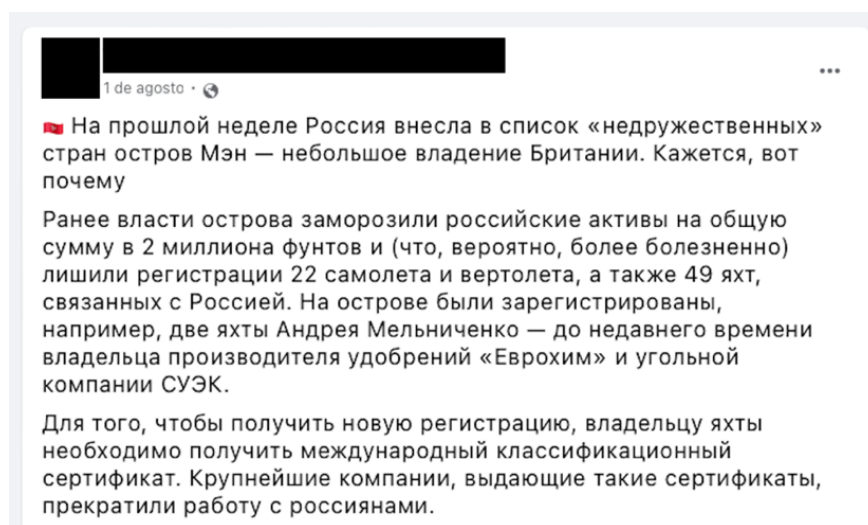 1 de agosto ·
🇮🇲 На прошлой неделе Россия внесла в список «недружественных»
стран остров Мэн — небольшое владение Британии. Кажется, вот
почему
Ранее власти острова заморозили российские активы на общую
сумму в 2 миллиона фунтов и (что, вероятно, более болезненно)
лишили регистрации 22 самолета и вертолета, а также 49 яхт,
связанных с Россией. На острове были зарегистрированы,
например, две яхты Андрея Мельниченко — до недавнего времени
владельца производителя удобрений «Еврохим» и угольной
компании СУЭК.
Для того, чтобы получить новую регистрацию, владельцу яхты
необходимо получить международный классификационный
сертификат. Крупнейшие компании, выдающие такие сертификаты,
прекратили работу с россиянами.